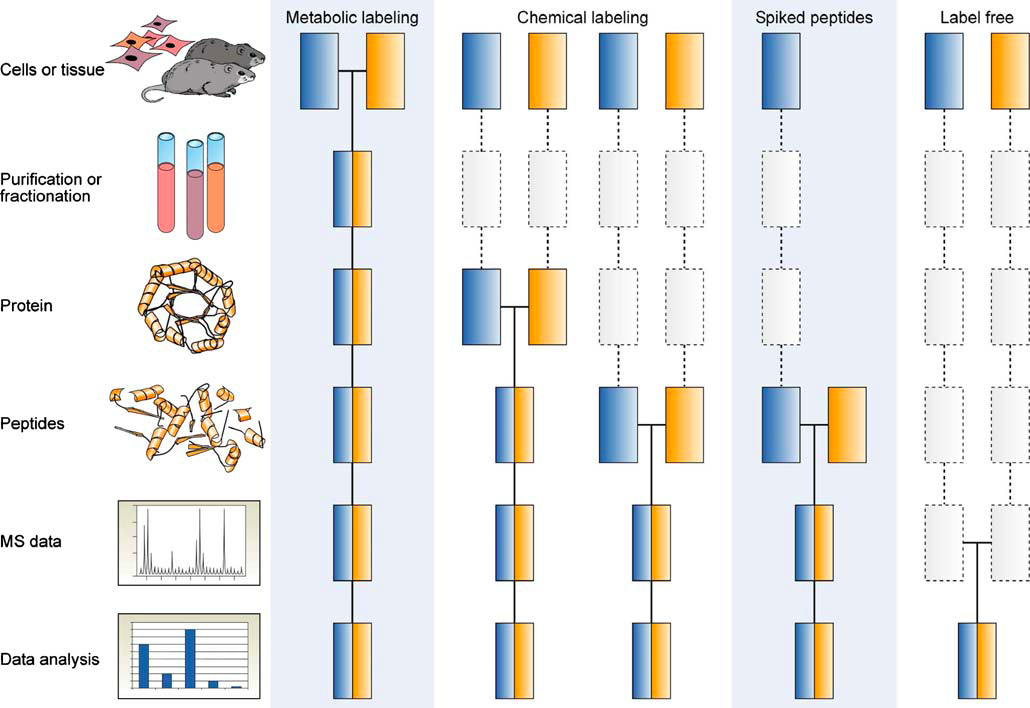 Metabolic labeling
Chemical labeling
Spiked peptides
Label free
Cells or tissue
Purification or
fractionation
Protein
Peptides
MS data
Data analysis